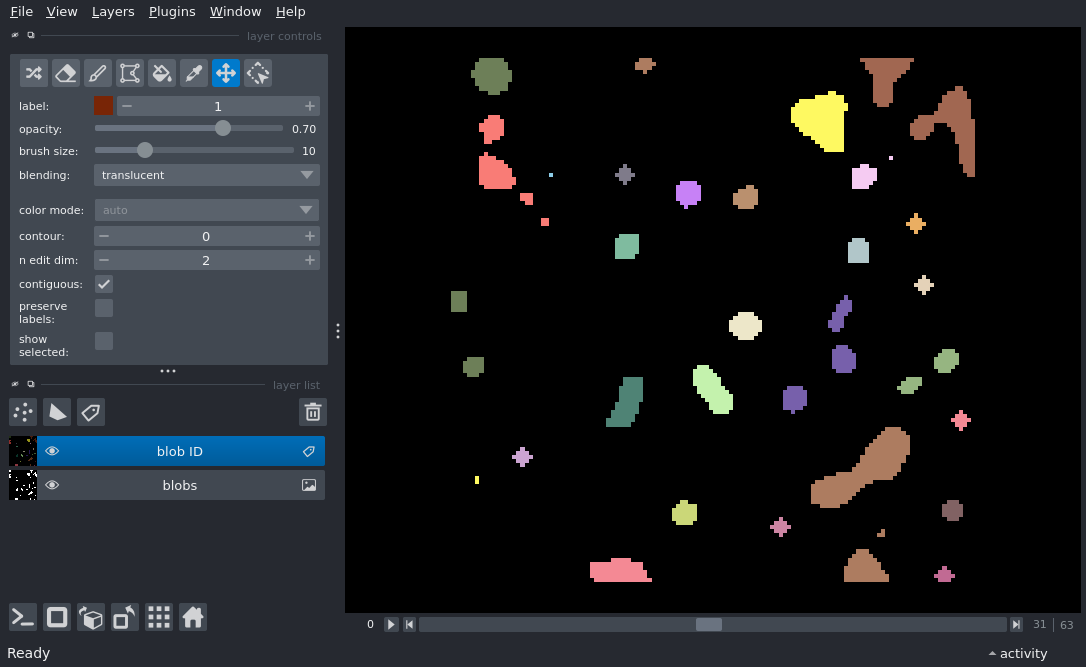 File View Layers Plugins Window Help
layer controls
label: 1
opacity: 0.70
brush size: 10
blending: translucent
color mode: auto
contour: 0
n edit dim: 2
contiguous:
preserve
labels:
show
selected:
layer list
blob ID
blobs
0 31 63
Ready activity